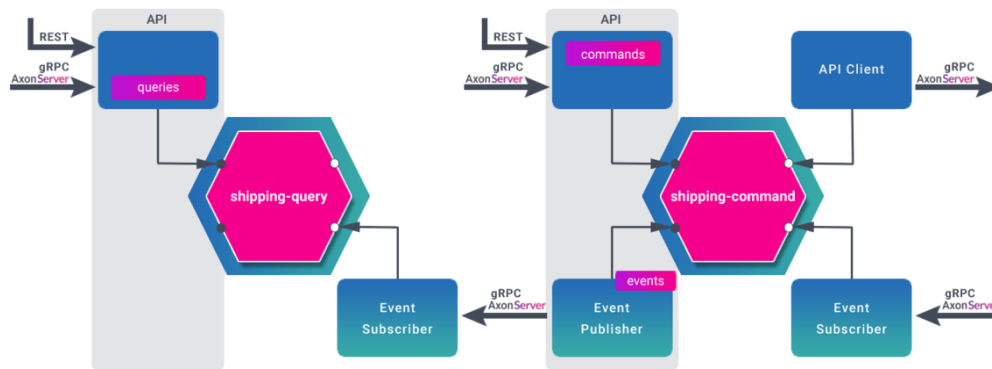 API
REST
gRPC
AxonServer
queries
shipping-query
Event
Subscriber
gRPC
AxonServer
API
REST
gRPC
AxonServer
commands
API Client
gRPC
AxonServer
shipping-command
events
Event
Publisher
Event
Subscriber
gRPC
AxonServer